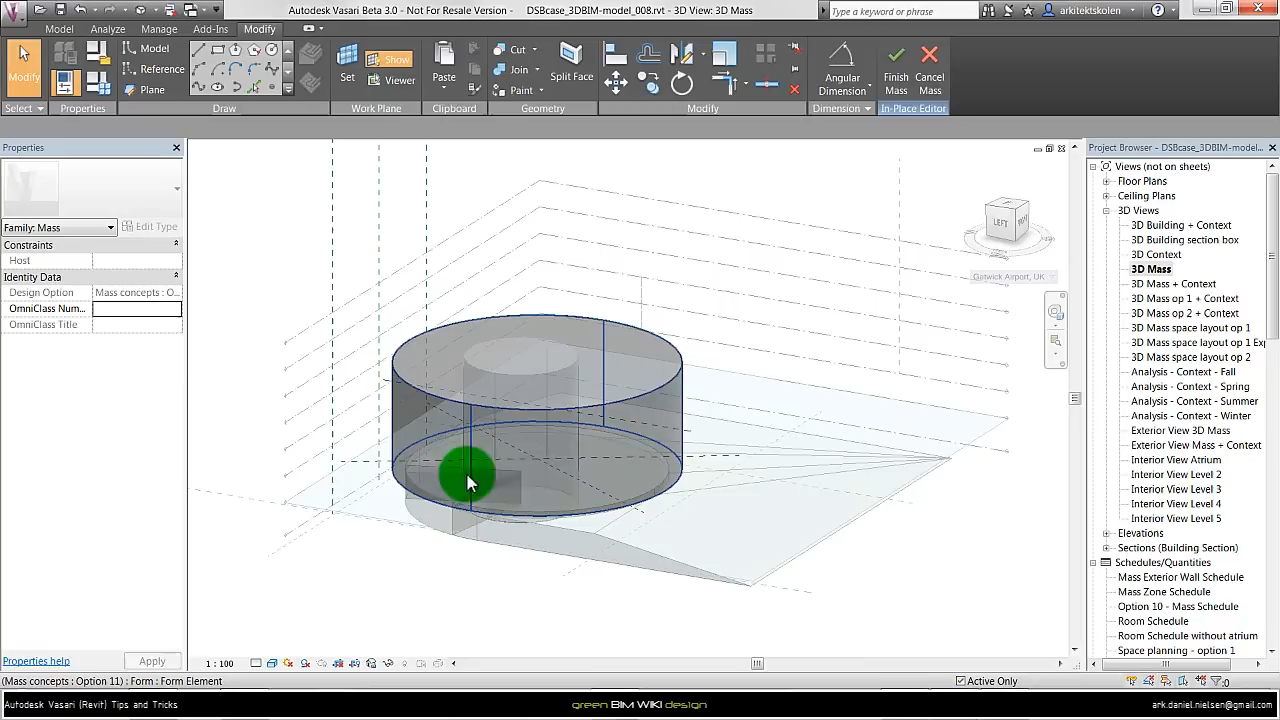 Autodesk Vasari Beta 3.0 - Not For Resale Version - DSBcase_3DBIM-model_008.rvt - 3D View: 3D Mass
Type a keyword or phrase
arkitektskolen
Model Analyze Manage Add-Ins Modify
Modify
Model
Reference
Plane
Set
Show
Viewer
Paste
Cut
Join
Paint
Split Face
Angular
Dimension
Finish
Mass
Cancel
Mass
Select
Properties
Draw
Work Plane
Clipboard
Geometry
Modify
Dimension
In-Place Editor
Properties
Family: Mass
Edit Type
Constraints
Host
Identity Data
Design Option
Mass concepts : O...
OmniClass Num...
OmniClass Title
Properties help
Apply
LEFT
Gatwick Airport, UK
1 : 100
Project Browser - DSBcase_3DBIM-model...
Views (not on sheets)
Floor Plans
Ceiling Plans
3D Views
3D Building + Context
3D Building section box
3D Context
3D Mass
3D Mass + Context
3D Mass op 1 + Context
3D Mass op 2 + Context
3D Mass space layout op 1
3D Mass space layout op 1 Exp
3D Mass space layout op 2
Analysis - Context - Fall
Analysis - Context - Spring
Analysis - Context - Summer
Analysis - Context - Winter
Exterior View 3D Mass
Exterior View Mass + Context
Interior View Atrium
Interior View Level 2
Interior View Level 3
Interior View Level 4
Interior View Level 5
Elevations
Sections (Building Section)
Schedules/Quantities
Mass Exterior Wall Schedule
Mass Zone Schedule
Option 10 - Mass Schedule
Room Schedule
Room Schedule without atrium
Space planning - option 1
(Mass concepts : Option 11) : Form : Form Element
Active Only
:0
Autodesk Vasari (Revit) Tips and Tricks
green BIM WIKI design
ark.daniel.nielsen@gmail.com